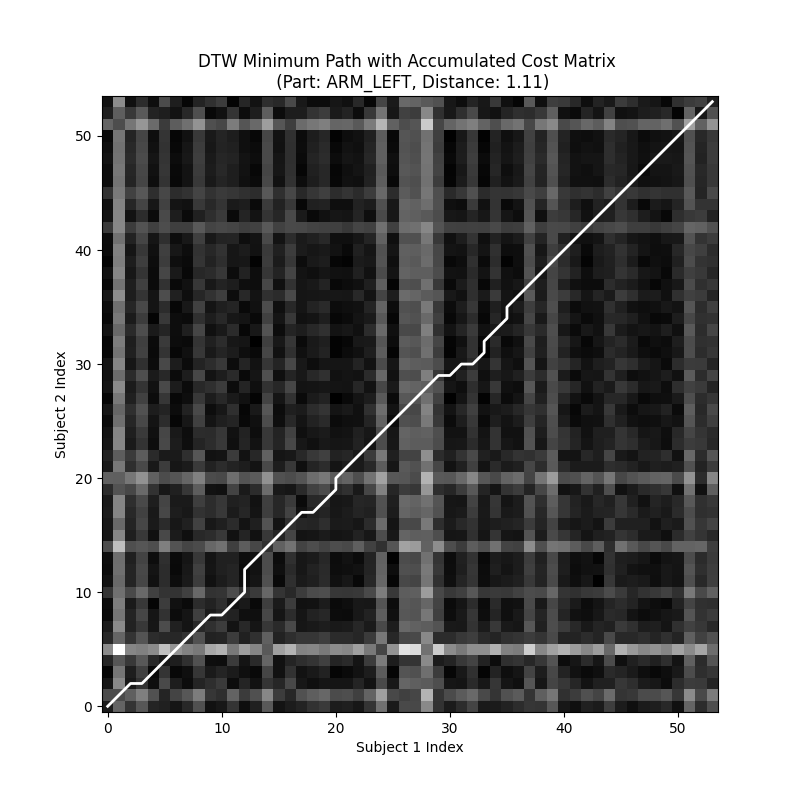 DTW Minimum Path with Accumulated Cost Matrix
(Part: ARM_LEFT, Distance: 1.11)
50
40
30
20
10
0
Subject 2 Index
0 10 20 30 40 50
Subject 1 Index